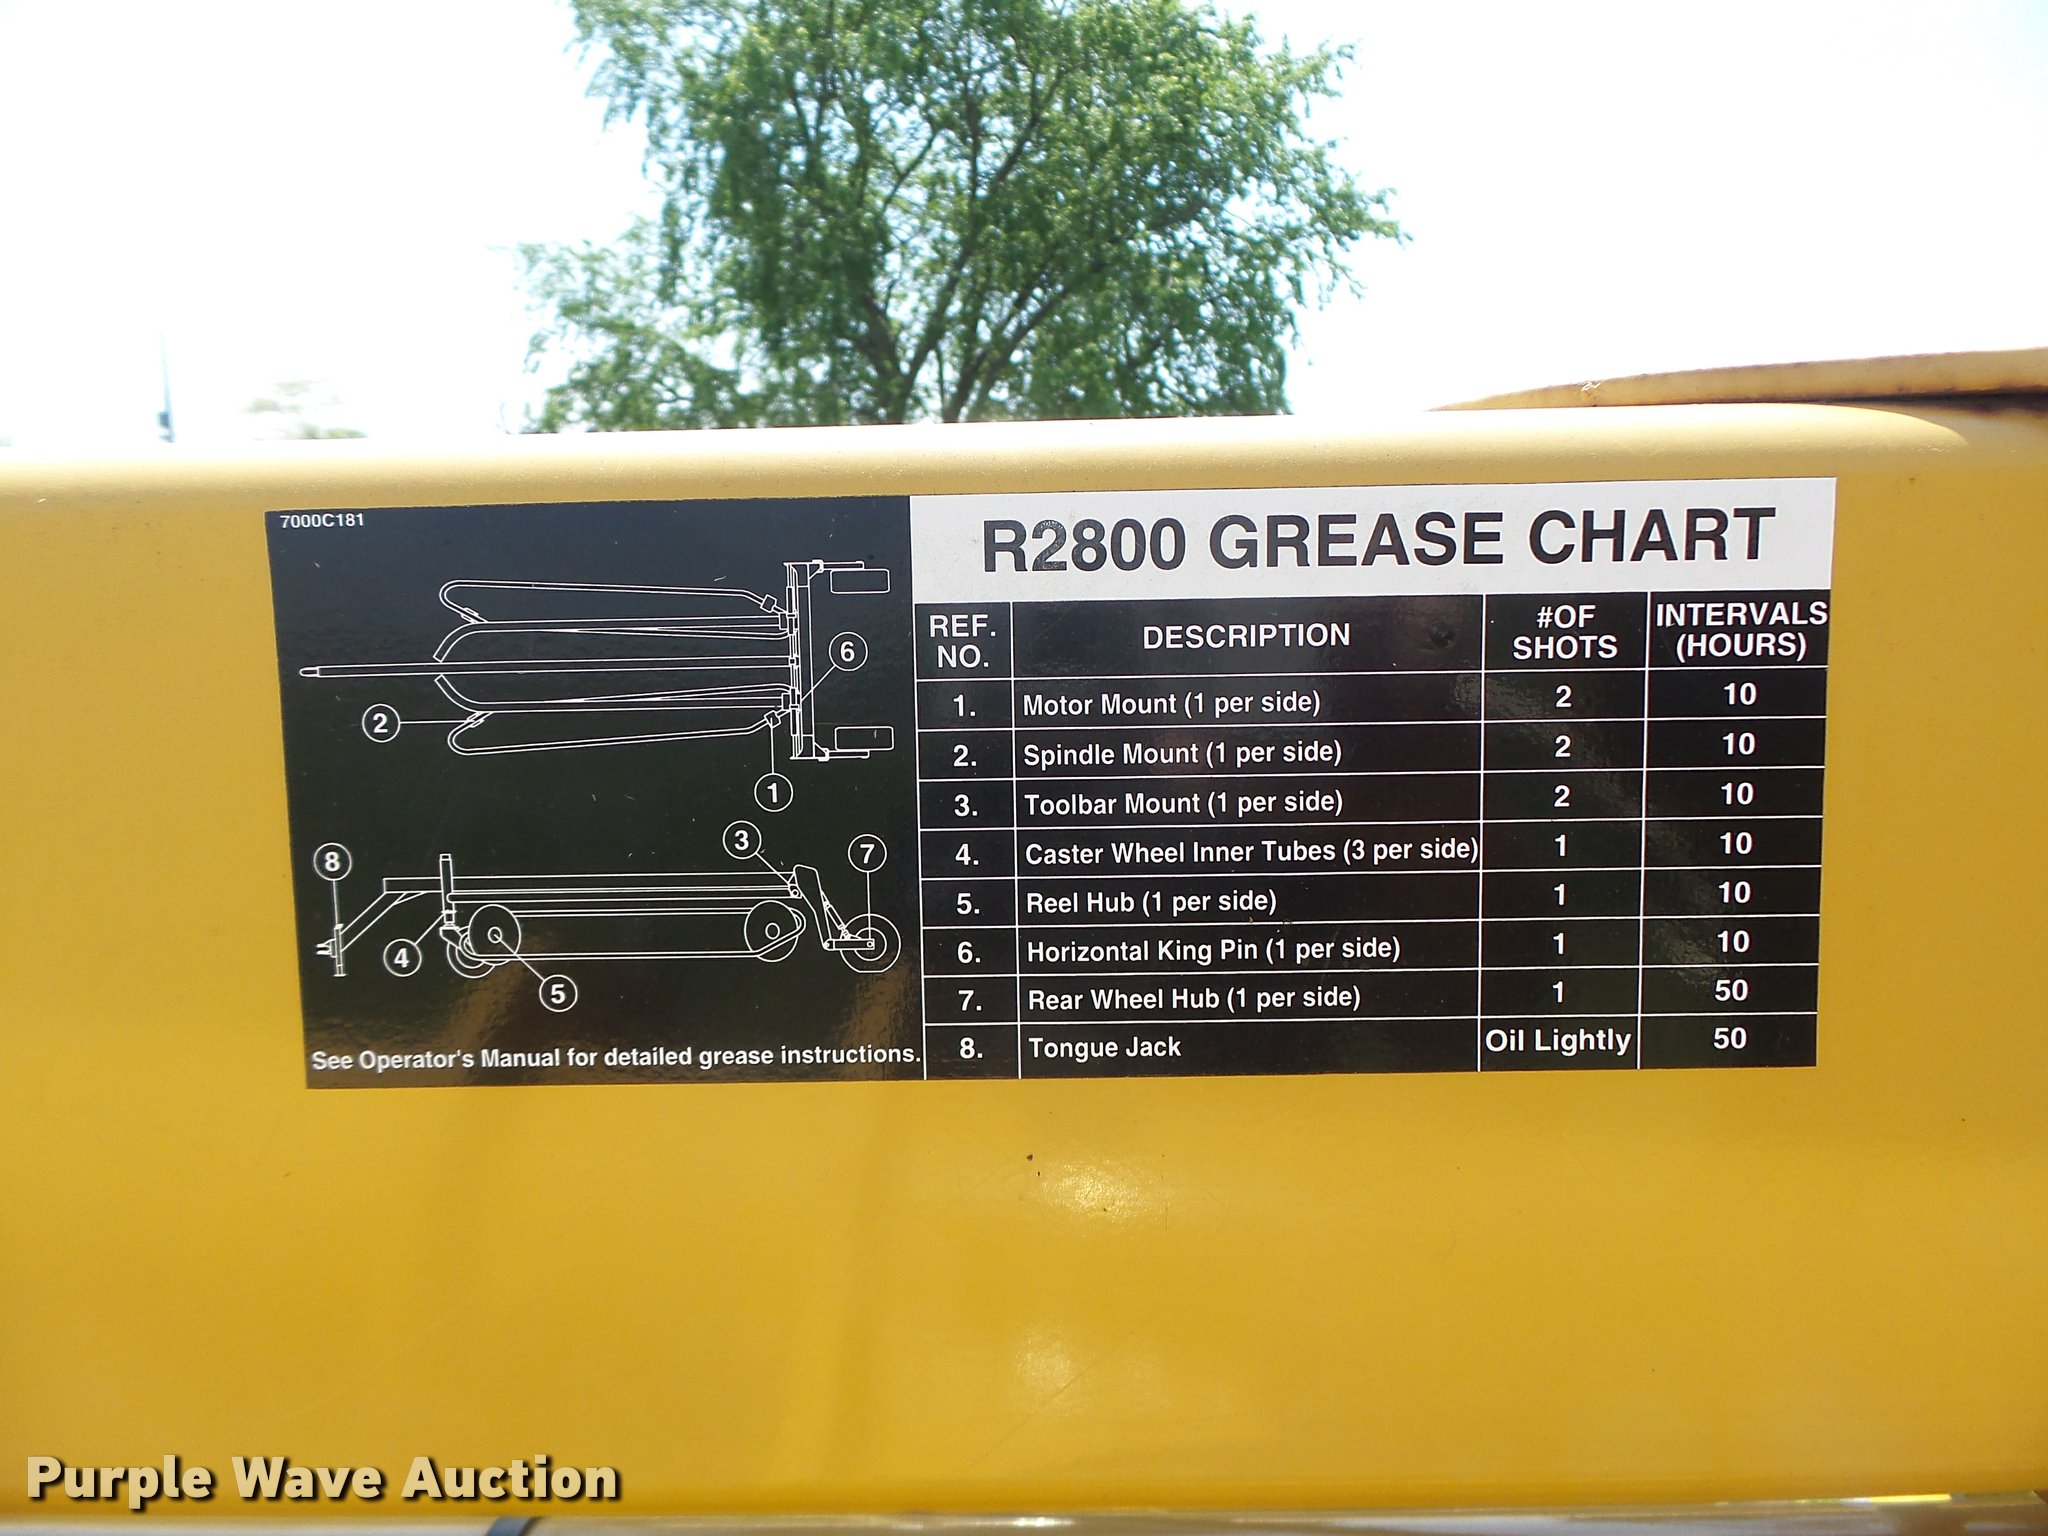 7000C181
6
2
1
3
7
8
4
5
See Operator's Manual for detailed grease instructions.
R2800 GREASE CHART
REF. NO. DESCRIPTION #OF SHOTS INTERVALS (HOURS)
1. Motor Mount (1 per side) 2 10
2. Spindle Mount (1 per side) 2 10
3. Toolbar Mount (1 per side) 2 10
4. Caster Wheel Inner Tubes (3 per side) 1 10
5. Reel Hub (1 per side) 1 10
6. Horizontal King Pin (1 per side) 1 10
7. Rear Wheel Hub (1 per side) 1 50
8. Tongue Jack Oil Lightly 50
Purple Wave Auction